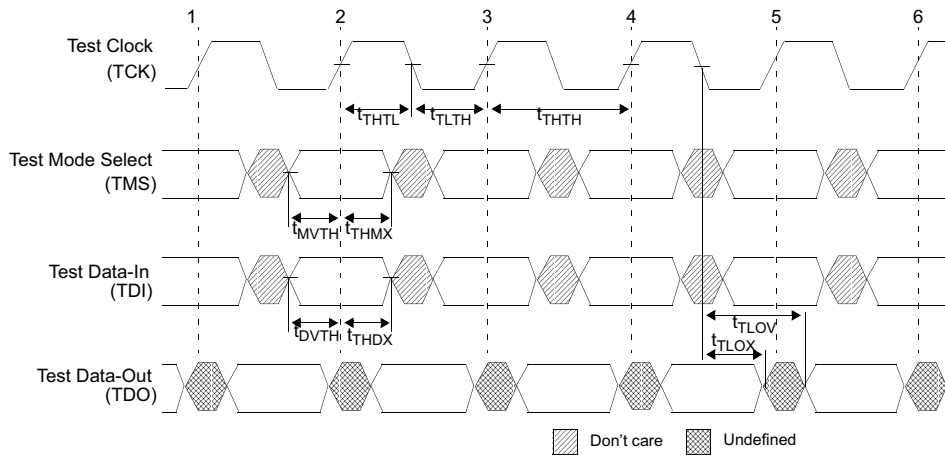 1 2 3 4 5 6
Test Clock
(TCK)
tTHTL tTLTH tTHTH
Test Mode Select
(TMS)
tMVTH tTHMX
Test Data-In
(TDI)
tDVTH tTHDX
tTLOV
tTLOX
Test Data-Out
(TDO)
Don't care Undefined